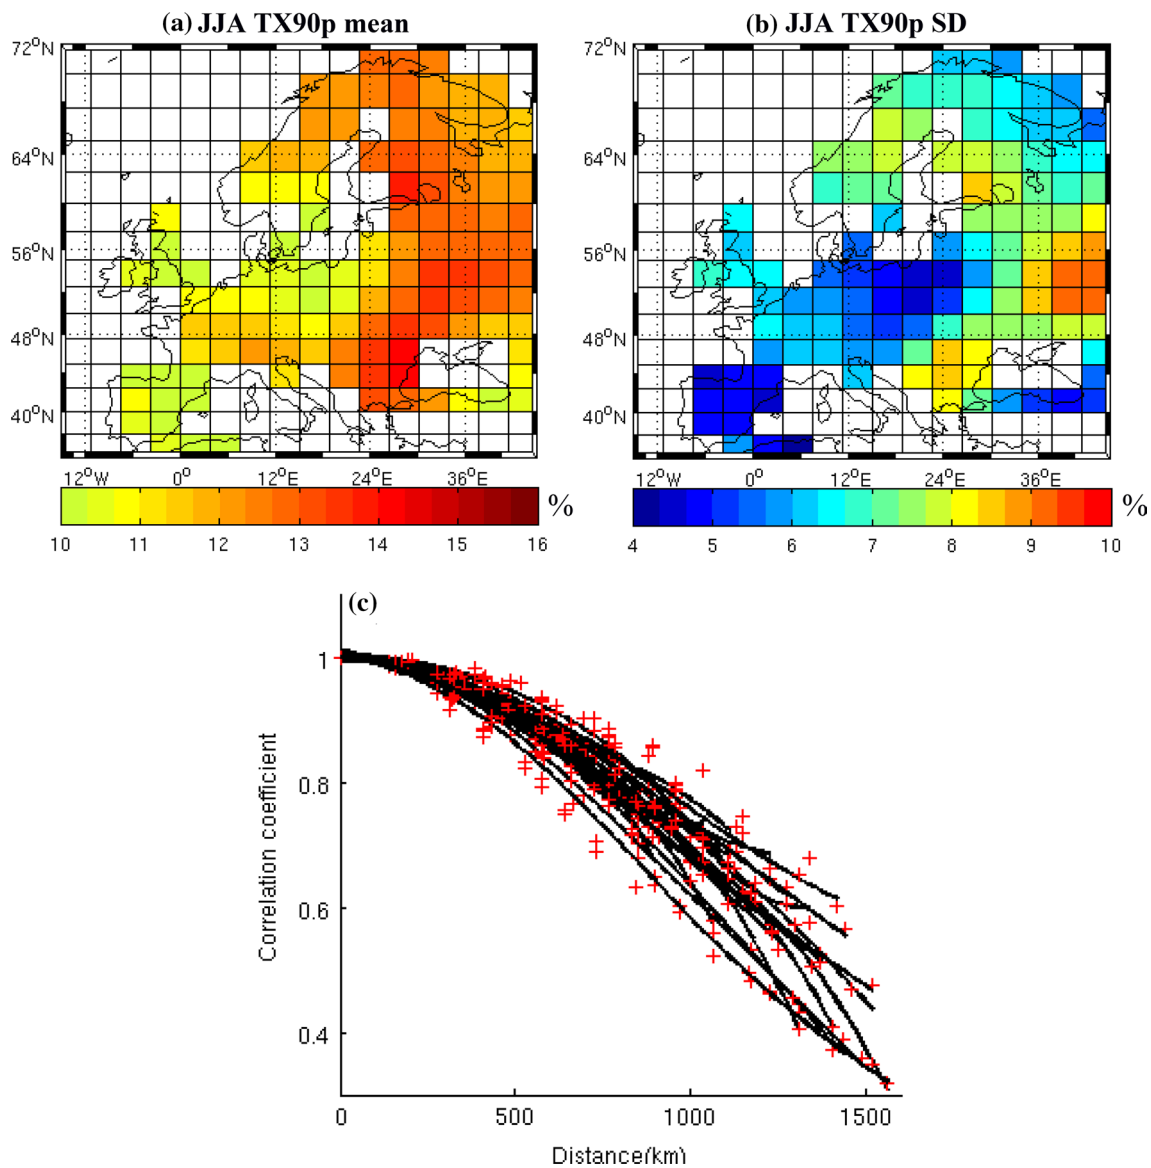 (a) JJA TX90p mean
(b) JJA TX90p SD
72°N
64°N
56°N
48°N
40°N
12°W 0° 12°E 24°E 36°E
%
10 11 12 13 14 15 16
72°N
64°N
56°N
48°N
40°N
12°W 0° 12°E 24°E 36°E
%
4 5 6 7 8 9 10
(c)
Correlation coefficient
1
0.8
0.6
0.4
0 500 1000 1500
Distance(km)